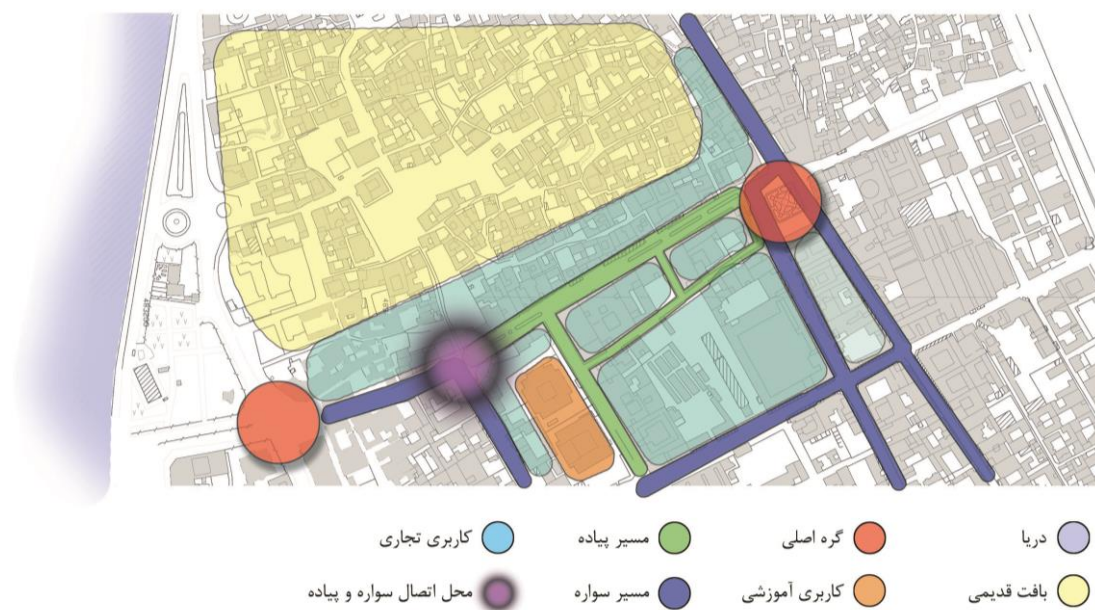 دریا
گره اصلی
مسیر پیاده
کاربری تجاری
بافت قدیمی
کاربری آموزشی
مسیر سواره
محل اتصال سواره و پیاده